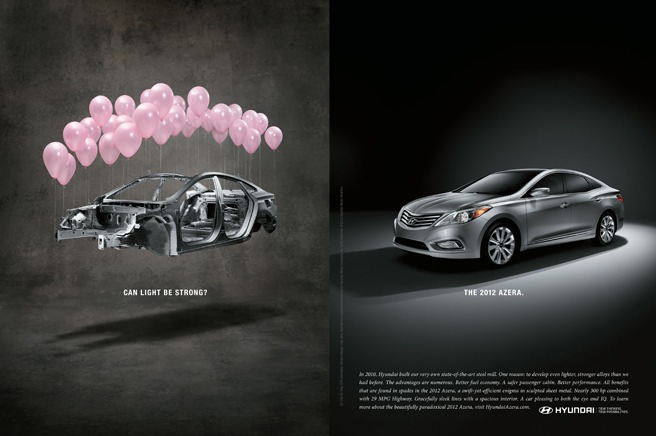 CAN LIGHT BE STRONG?
THE 2012 AZERA.
In 2010, Hyundai built our very own state-of-the-art steel mill. One reason: to develop even lighter, stronger alloys than we
had before. The advantages are numerous. Better fuel economy. A safer passenger cabin. Better performance. All benefits
that are found in spades in the 2012 Azera, a swift-yet-efficient enigma in sculpted sheet metal. Nearly 300 hp combined
with 29 MPG Highway. Gracefully sleek lines with a spacious interior. A car pleasing to both the eye and IQ. To learn
more about the beautifully paradoxical 2012 Azera, visit HyundaiAzera.com.
HYUNDAI
NEW THINKING.
NEW POSSIBILITIES.